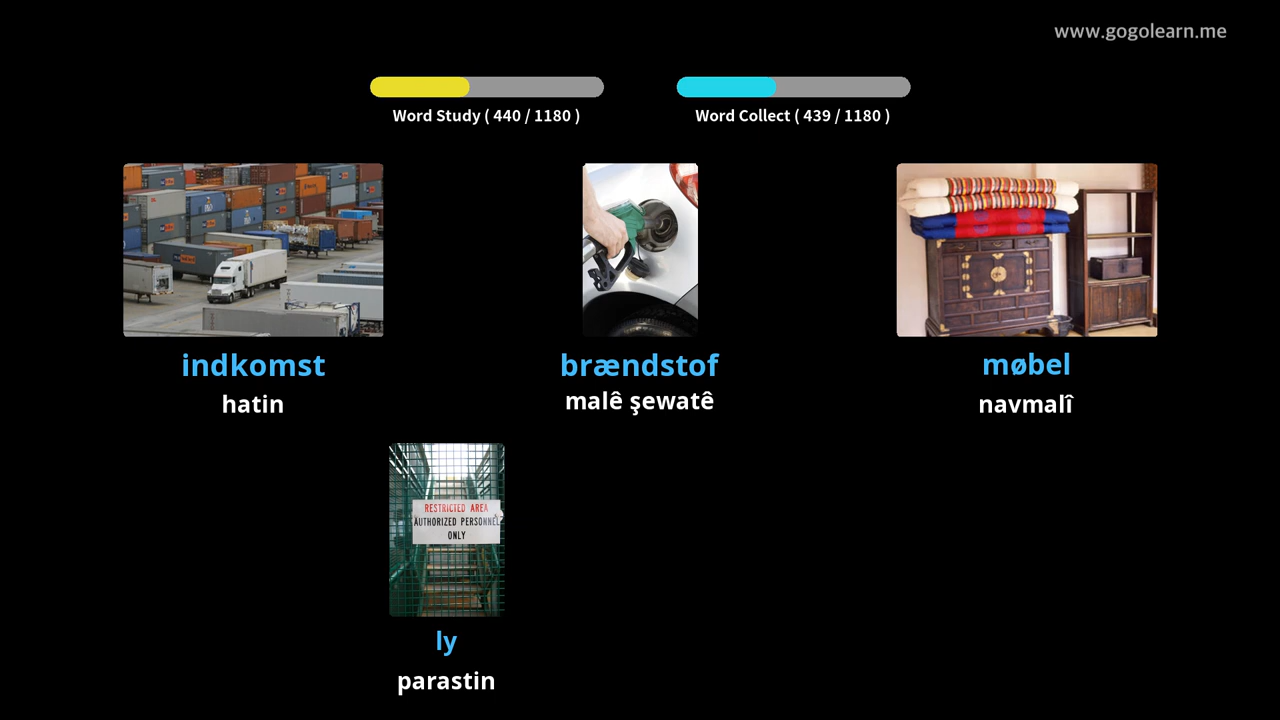 www.gogolearn.me
Word Study ( 440 / 1180 )
Word Collect ( 439 / 1180 )
indkomst
hatin
brændstof
malê şewatê
møbel
navmalî
RESTRICTED AREA
AUTHORIZED PERSONNEL
ONLY
ly
parastin